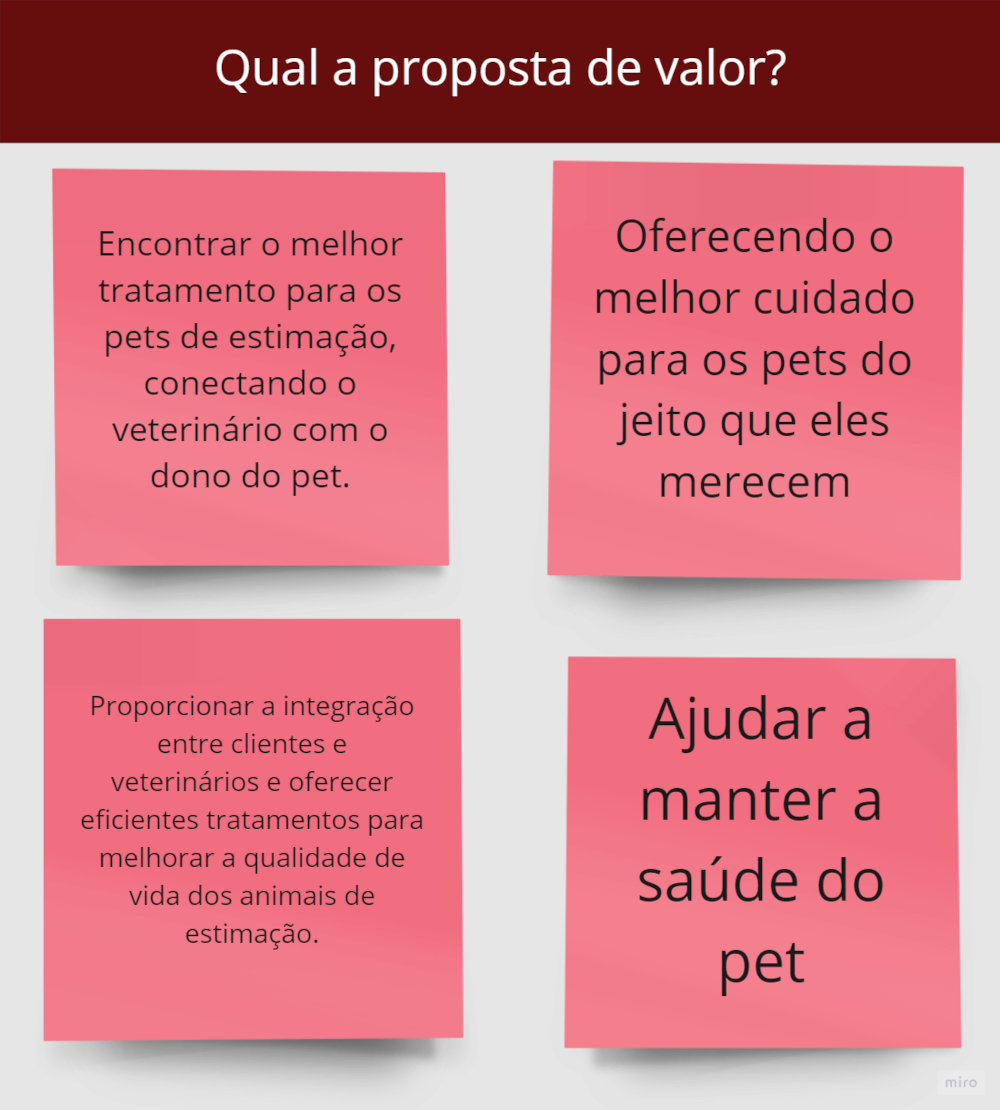 Qual a proposta de valor?
Encontrar o melhor
tratamento para os
pets de estimação,
conectando o
veterinário com o
dono do pet.
Oferecendo o
melhor cuidado
para os pets do
jeito que eles
merecem
Proporcionar a integração
entre clientes e
veterinários e oferecer
eficientes tratamentos para
melhorar a qualidade de
vida dos animais de
estimação.
Ajudar a
manter a
saúde do
pet
miro